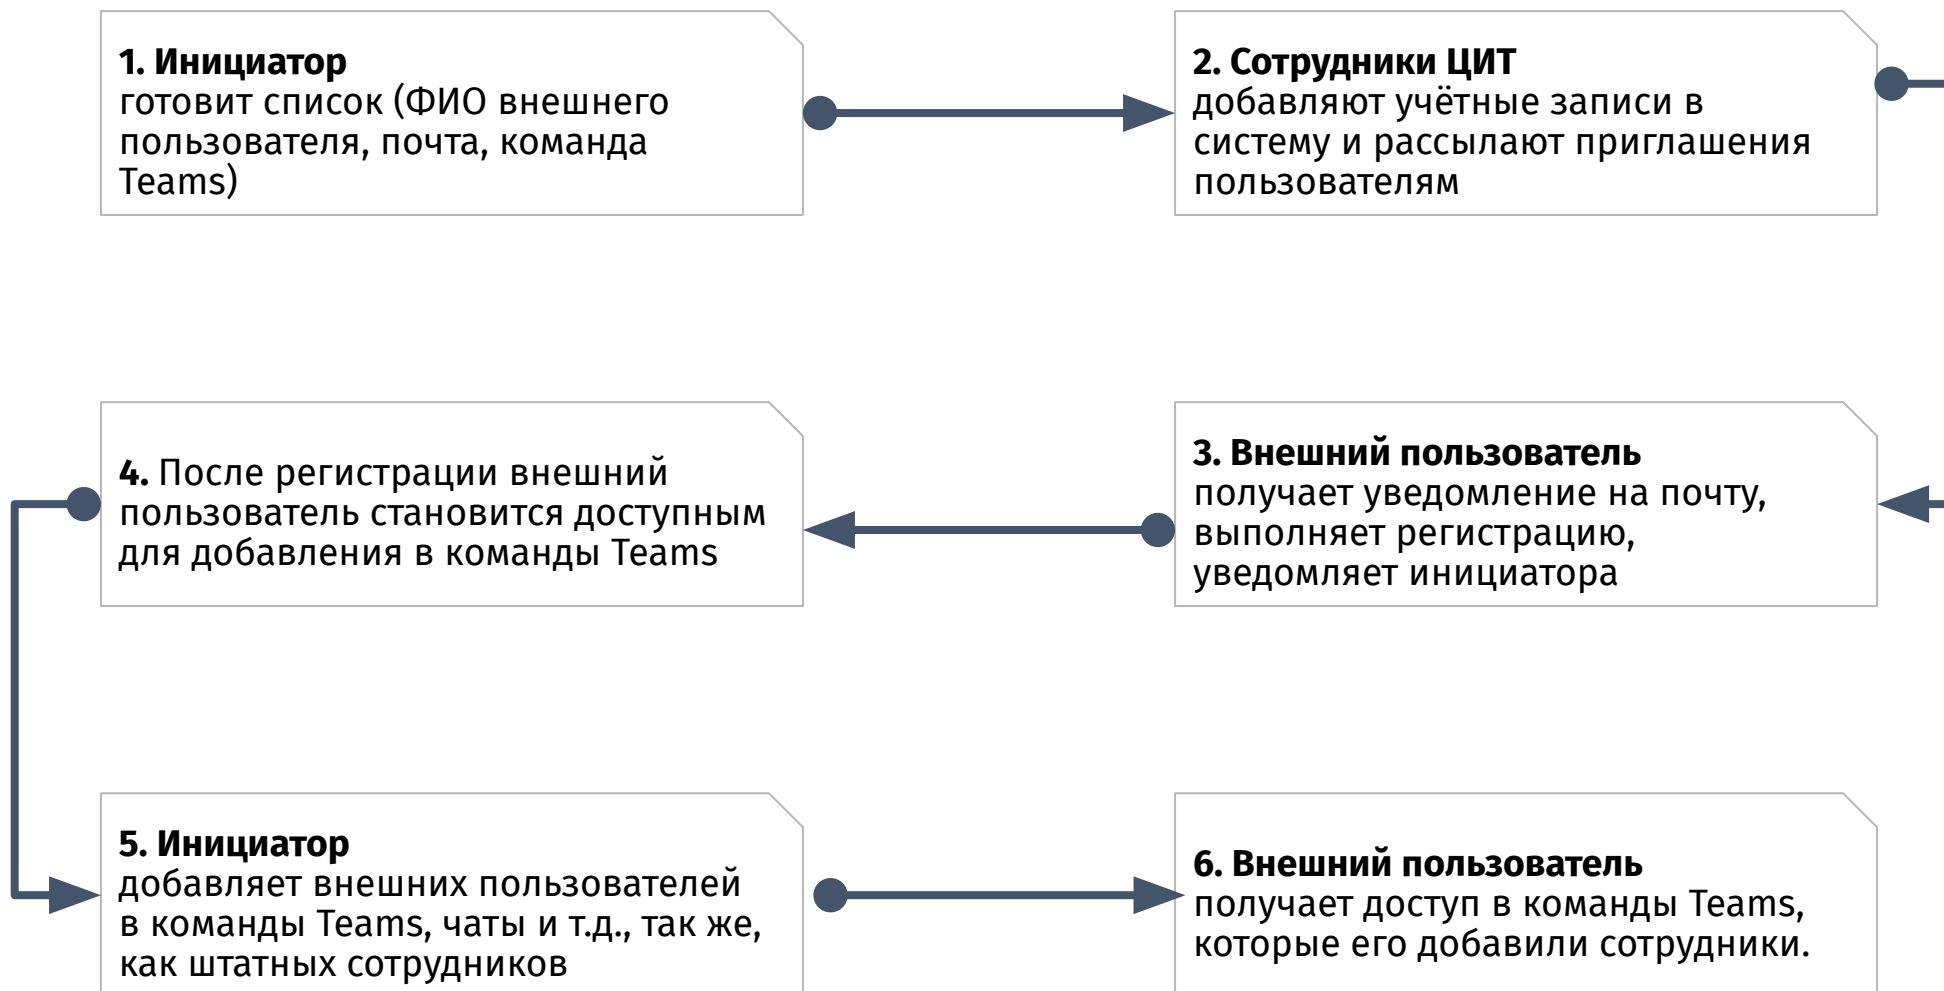 1. Инициатор
готовит список (ФИО внешнего
пользователя, почта, команда
Teams)
2. Сотрудники ЦИТ
добавляют учётные записи в
систему и рассылают приглашения
пользователям
3. Внешний пользователь
получает уведомление на почту,
выполняет регистрацию,
уведомляет инициатора
4. После регистрации внешний
пользователь становится доступным
для добавления в команды Teams
5. Инициатор
добавляет внешних пользователей
в команды Teams, чаты и т.д., так же,
как штатных сотрудников
6. Внешний пользователь
получает доступ в команды Teams,
которые его добавили сотрудники.